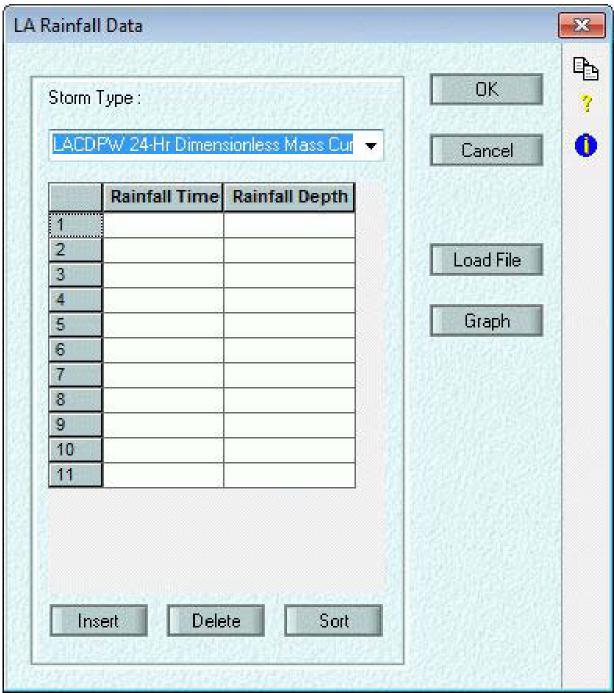 LA Rainfall Data
Storm Type :
LACDPW 24-Hr Dimensionless Mass Cur
Rainfall Time Rainfall Depth
1
2
3
4
5
6
7
8
9
10
11
Insert Delete Sort
OK
Cancel
Load File
Graph
?
i